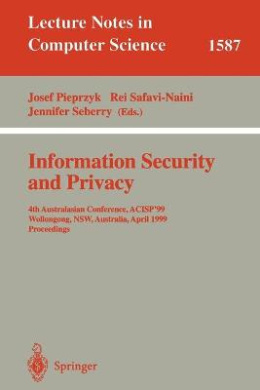 Lecture Notes in
Computer Science 1587
Josef Pieprzyk Rei Safavi-Naini
Jennifer Seberry (Eds.)
Information Security
and Privacy
4th Australasian Conference, ACISP'99
Wollongong, NSW, Australia, April 1999
Proceedings
Springer